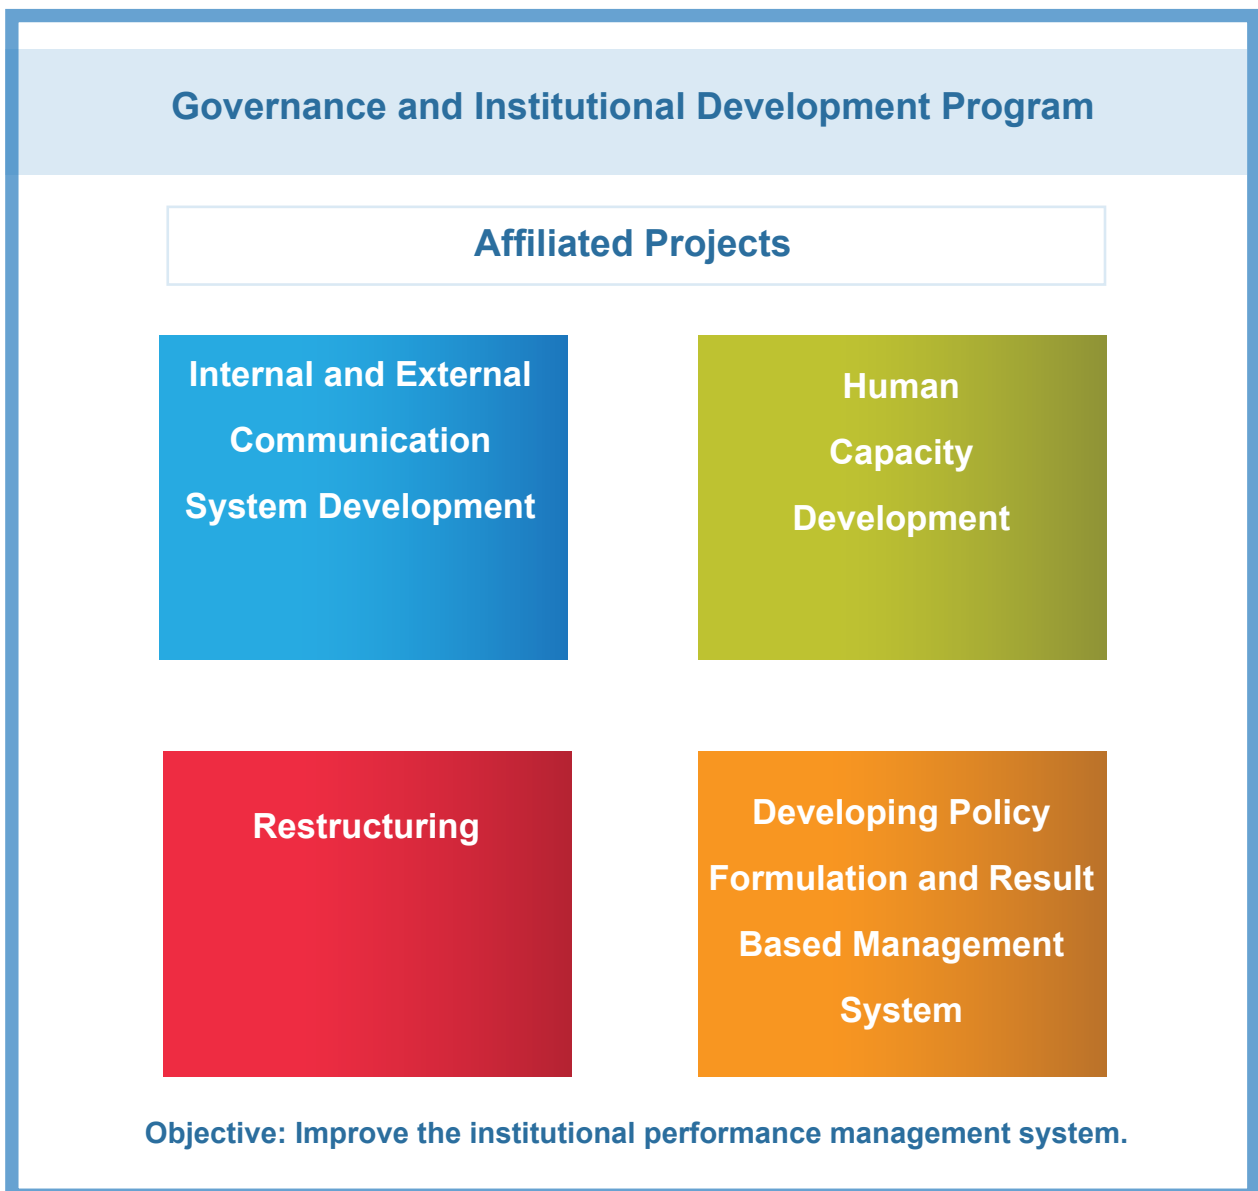 Governance and Institutional Development Program
Affiliated Projects
Internal and External
Communication
System Development
Human
Capacity
Development
Restructuring
Developing Policy
Formulation and Result
Based Management
System
Objective: Improve the institutional performance management system.